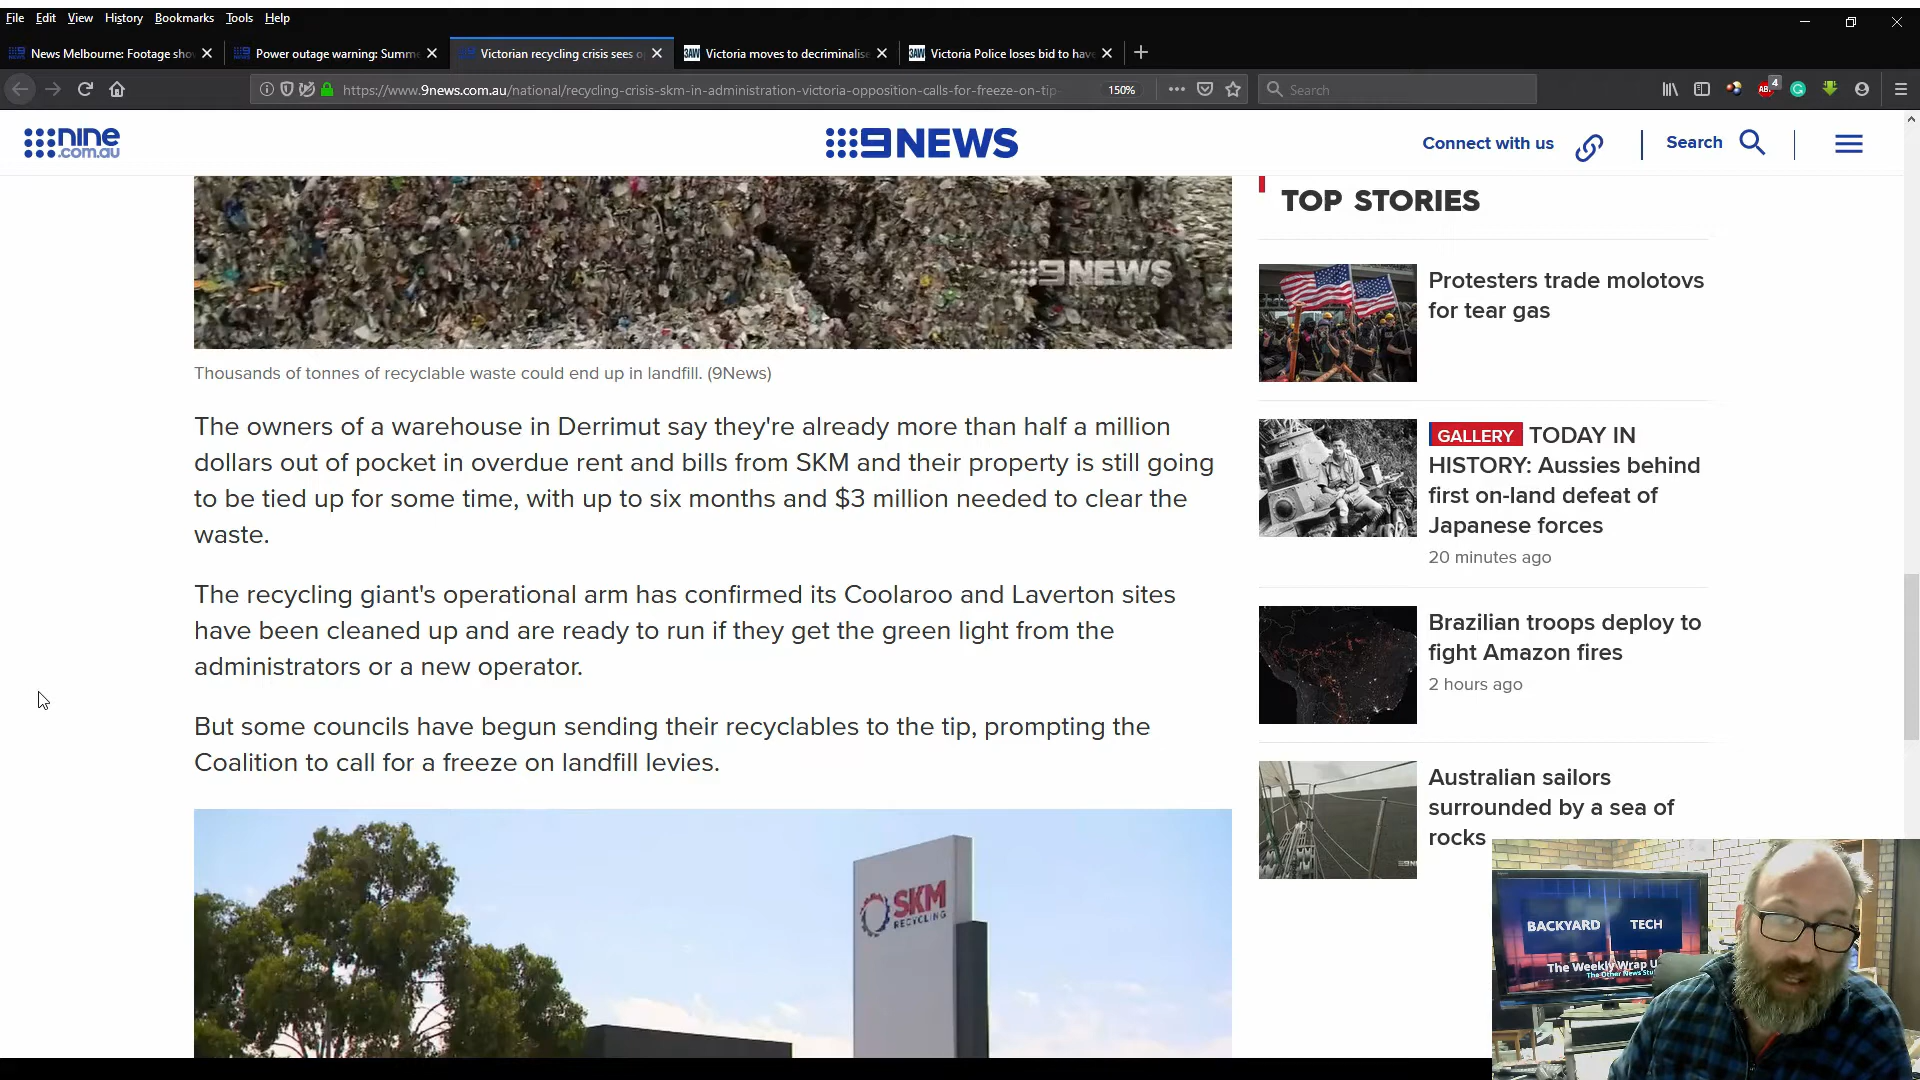 File Edit View History Bookmarks Tools Help
News Melbourne: Footage sho
Power outage warning: Summe
Victorian recycling crisis sees o
3AW Victoria moves to decriminalise
3AW Victoria Police loses bid to have
https://www.9news.com.au/national/recycling-crisis-skm-in-administration-victoria-opposition-calls-for-freeze-on-tip-
150%
Search
4
nine
.com.au
9NEWS
Connect with us
Search
9NEWS
Thousands of tonnes of recyclable waste could end up in landfill. (9News)
The owners of a warehouse in Derrimut say they're already more than half a million
dollars out of pocket in overdue rent and bills from SKM and their property is still going
to be tied up for some time, with up to six months and $3 million needed to clear the
waste.
The recycling giant's operational arm has confirmed its Coolaroo and Laverton sites
have been cleaned up and are ready to run if they get the green light from the
administrators or a new operator.
But some councils have begun sending their recyclables to the tip, prompting the
Coalition to call for a freeze on landfill levies.
SKM
RECYCLING
TOP STORIES
Protesters trade molotovs
for tear gas
GALLERY TODAY IN
HISTORY: Aussies behind
first on-land defeat of
Japanese forces
20 minutes ago
Brazilian troops deploy to
fight Amazon fires
2 hours ago
Australian sailors
surrounded by a sea of
rocks
BACKYARD TECH
The Weekly Wrap U
The Other News Stu